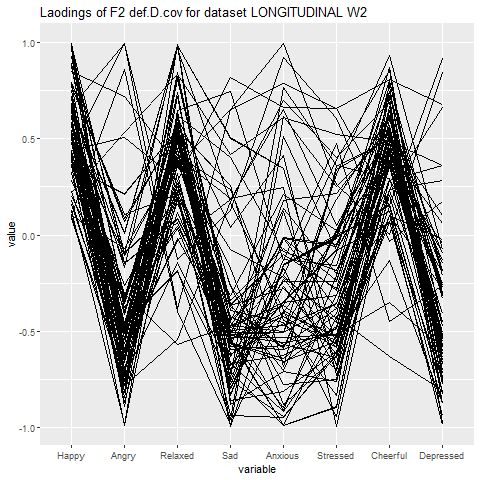 Laodings of F2 def.D.cov for dataset LONGITUDINAL W2
1.0
0.5
0.0
-0.5
-1.0
value
Happy Angry Relaxed Sad Anxious Stressed Cheerful Depressed
variable